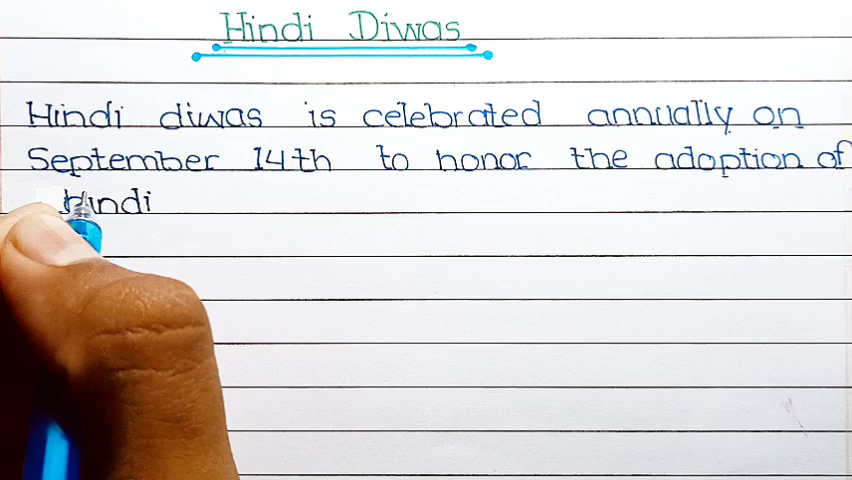 Hindi Diwas
Hindi diwas is celebrated annually on
September 14th to honor the adoption of
Hindi